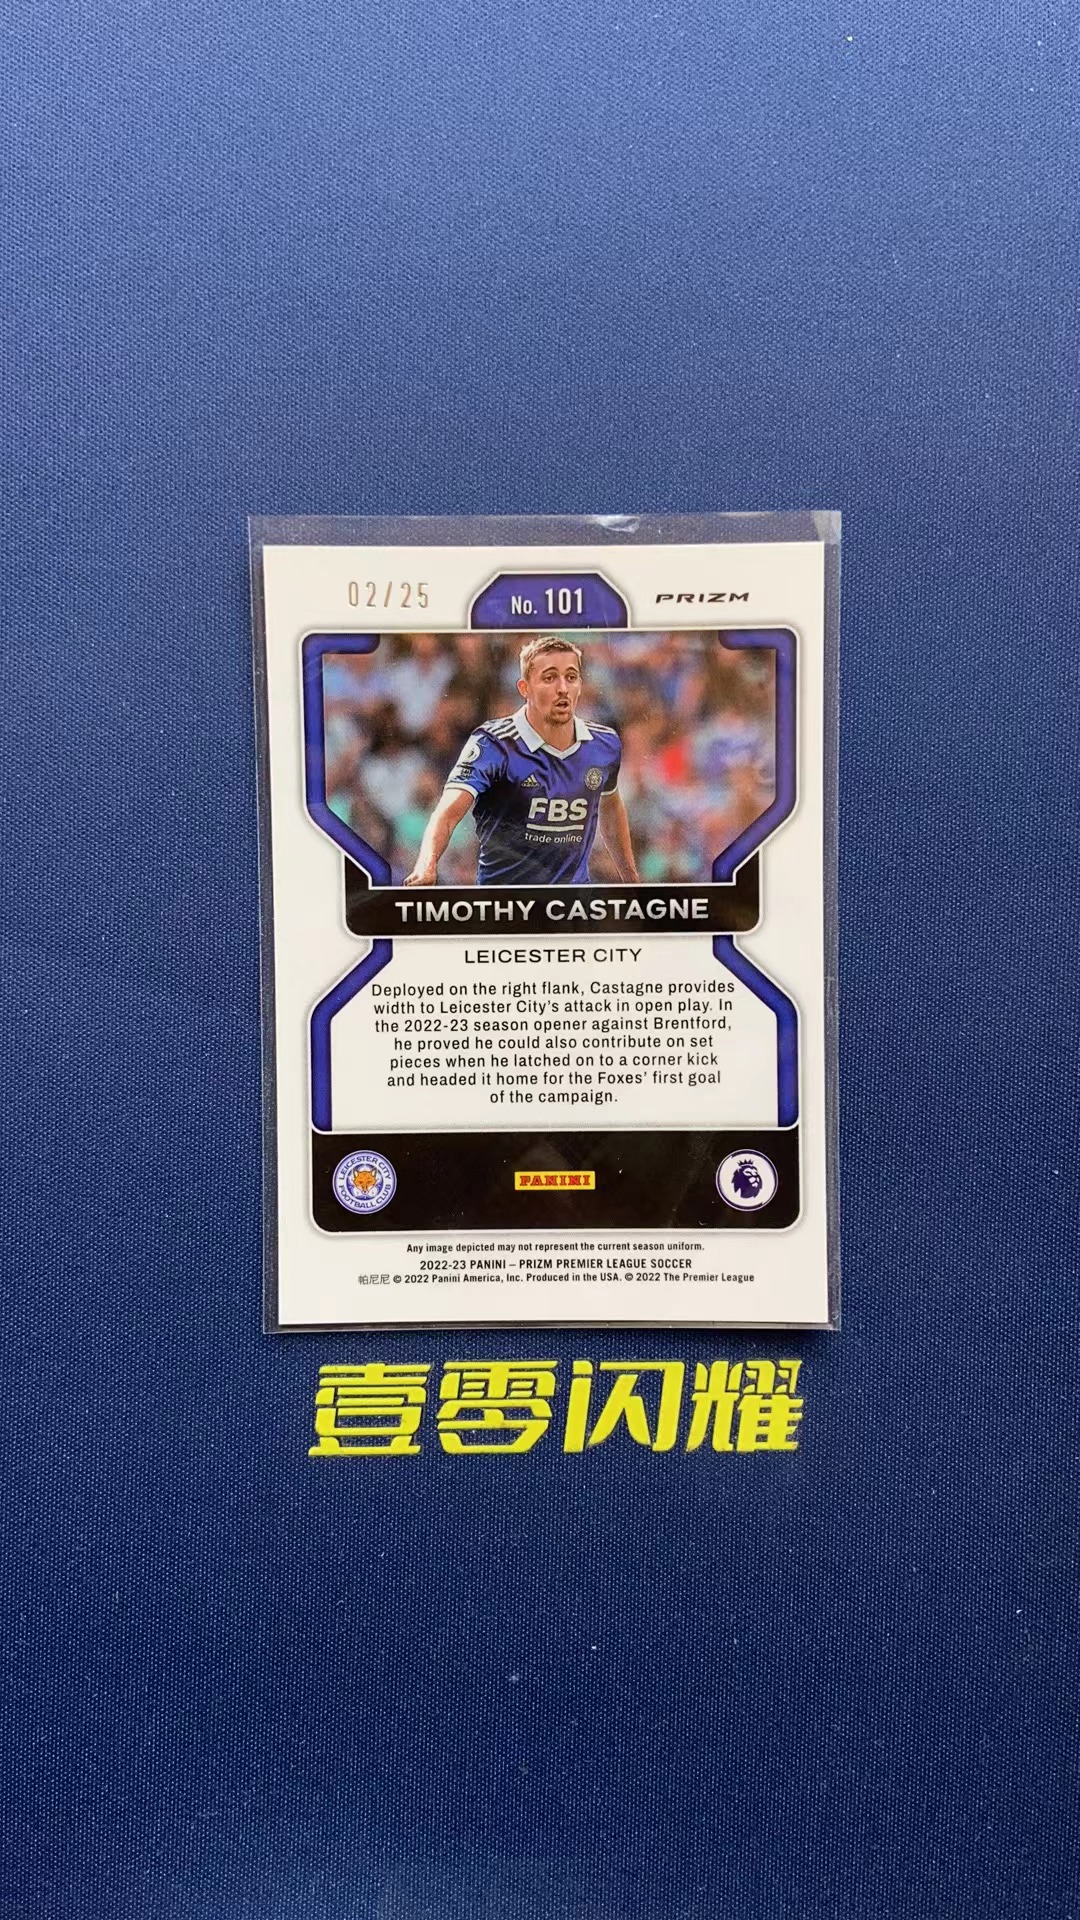 02/25
No. 101
PRIZM
adidas
FBS
trade online
TIMOTHY CASTAGNE
LEICESTER CITY
Deployed on the right flank, Castagne provides
width to Leicester City's attack in open play. In
the 2022-23 season opener against Brentford,
he proved he could also contribute on set
pieces when he latched on to a corner kick
and headed it home for the Foxes' first goal
of the campaign.
LEICESTER CITY
FOOTBALL CLUB
PANINI
Any image depicted may not represent the current season uniform.
2022-23 PANINI – PRIZM PREMIER LEAGUE SOCCER
帕尼尼 © 2022 Panini America, Inc. Produced in the USA. © 2022 The Premier League
壹零闪耀